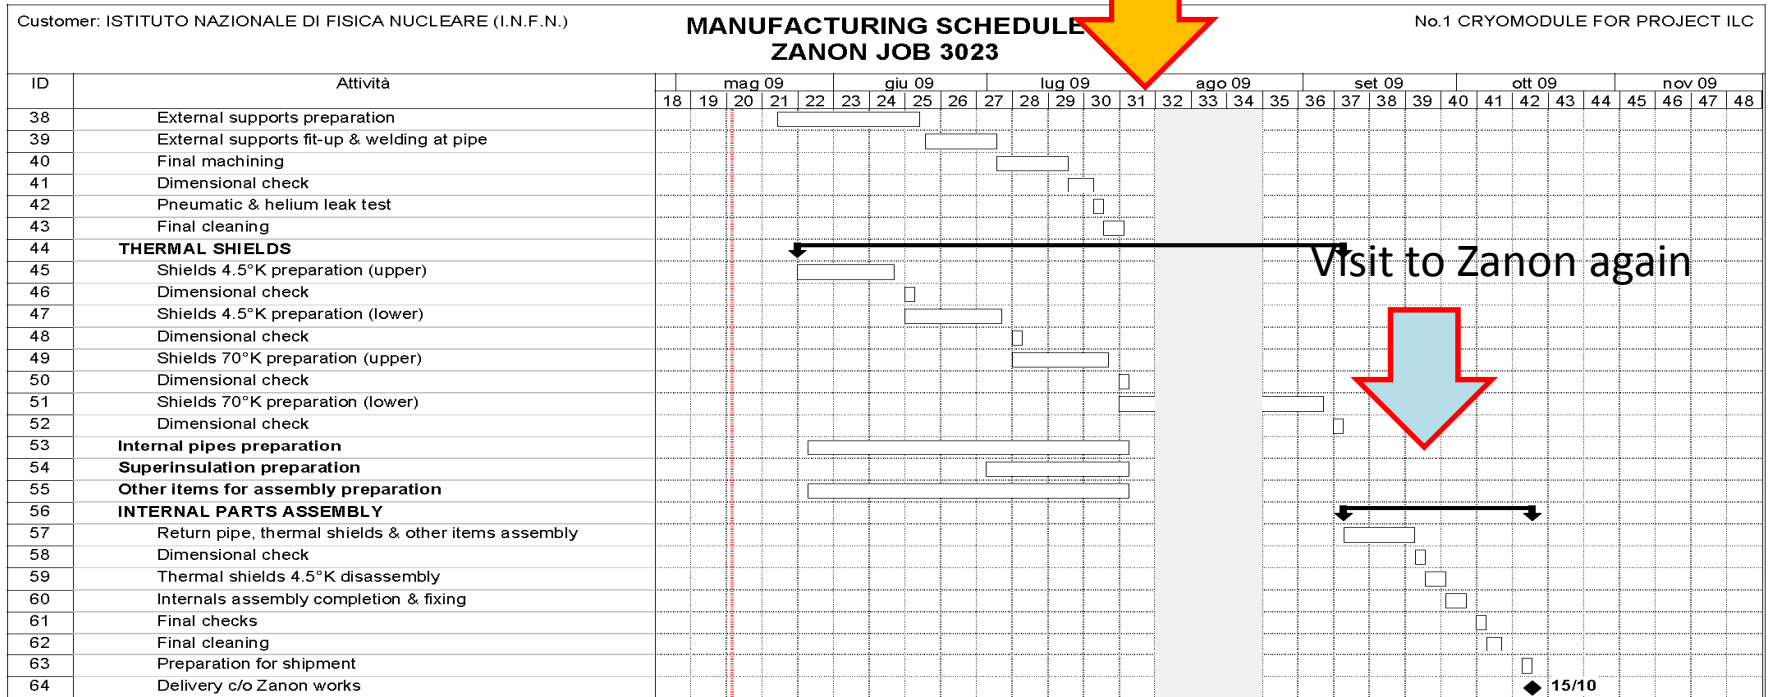 Customer: ISTITUTO NAZIONALE DI FISICA NUCLEARE (I.N.F.N.)
MANUFACTURING SCHEDULE
ZANON JOB 3023
No.1 CRYOMODULE FOR PROJECT ILC
ID Attività mag 09 giu 09 lug 09 ago 09 set 09 ott 09 nov 09
18 19 20 21 22 23 24 25 26 27 28 29 30 31 32 33 34 35 36 37 38 39 40 41 42 43 44 45 46 47 48
38 External supports preparation
39 External supports fit-up & welding at pipe
40 Final machining
41 Dimensional check
42 Pneumatic & helium leak test
43 Final cleaning
44 THERMAL SHIELDS
Visit to Zanon again
45 Shields 4.5°K preparation (upper)
46 Dimensional check
47 Shields 4.5°K preparation (lower)
48 Dimensional check
49 Shields 70°K preparation (upper)
50 Dimensional check
51 Shields 70°K preparation (lower)
52 Dimensional check
53 Internal pipes preparation
54 Superinsulation preparation
55 Other items for assembly preparation
56 INTERNAL PARTS ASSEMBLY
57 Return pipe, thermal shields & other items assembly
58 Dimensional check
59 Thermal shields 4.5°K disassembly
60 Internals assembly completion & fixing
61 Final checks
62 Final cleaning
63 Preparation for shipment
64 Delivery c/o Zanon works 15/10